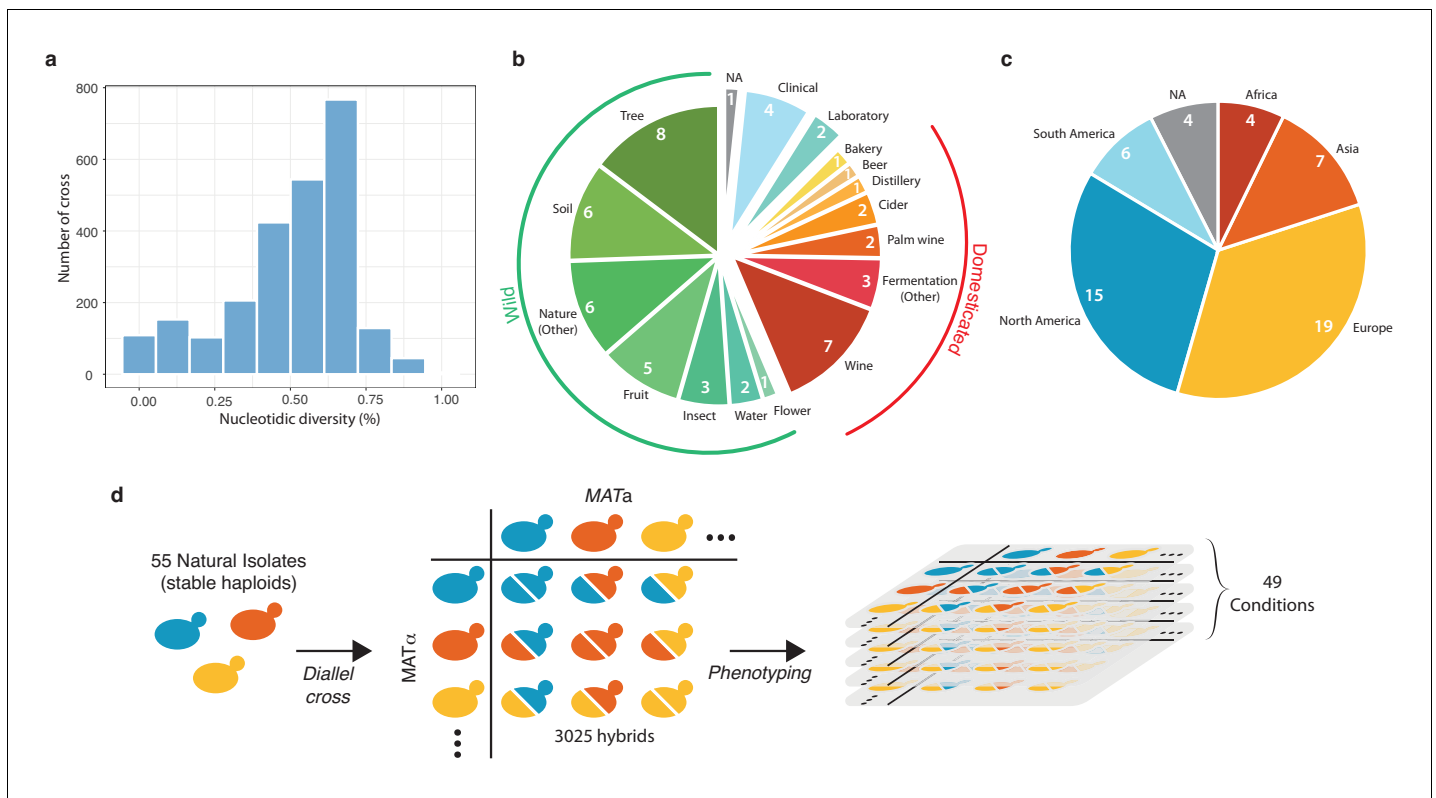 a
800
600
400
200
0
Number of cross
0.00
0.25
0.50
0.75
1.00
Nucleotidic diversity (%)
b
NA
1
Clinical
4
Laboratory
2
Bakery
1
Beer
1
Distillery
1
Cider
2
Palm wine
2
Fermentation
(Other)
3
Wine
7
Flower
1
Water
2
Insect
3
Fruit
5
Nature
(Other)
6
Soil
6
Tree
8
Wild
Domesticated
c
NA
4
Africa
4
Asia
7
Europe
19
North America
15
South America
6
d
55 Natural Isolates
(stable haploids)
Diallel
cross
MATa
MATα
3025 hybrids
Phenotyping
49
Conditions